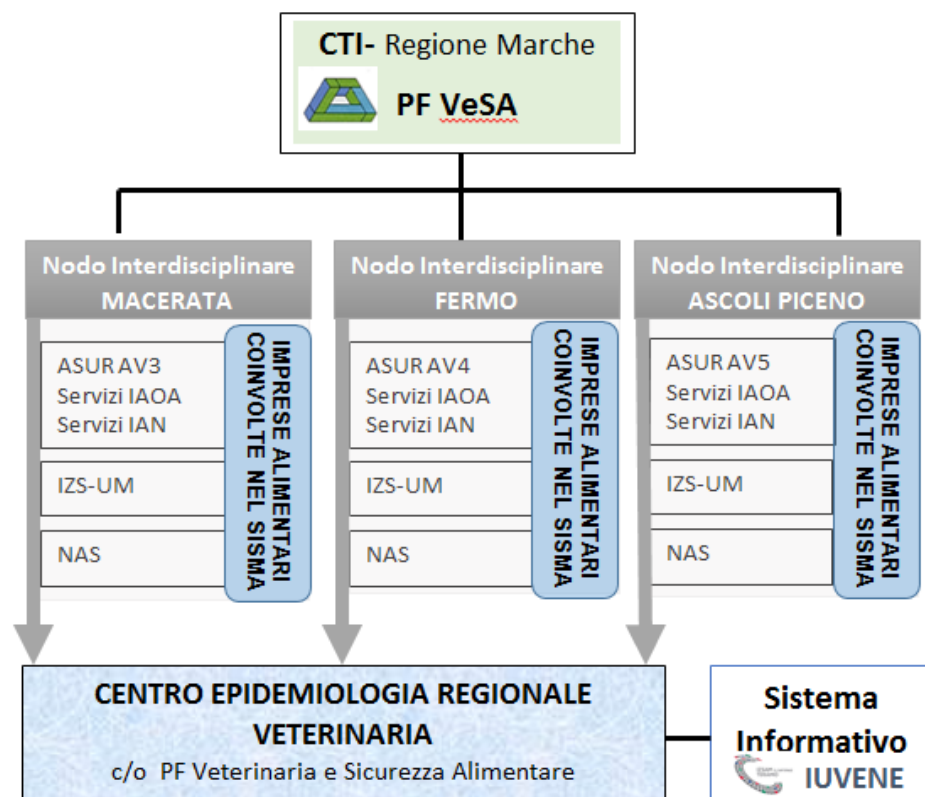 CTI- Regione Marche
PF VeSA
Nodo Interdisciplinare
MACERATA
ASUR AV3
Servizi IAOA
Servizi IAN
IZS-UM
NAS
IMPRESE ALIMENTARI
COINVOLTE NEL SISMA
Nodo Interdisciplinare
FERMO
ASUR AV4
Servizi IAOA
Servizi IAN
IZS-UM
NAS
IMPRESE ALIMENTARI
COINVOLTE NEL SISMA
Nodo Interdisciplinare
ASCOLI PICENO
ASUR AV5
Servizi IAOA
Servizi IAN
IZS-UM
NAS
IMPRESE ALIMENTARI
COINVOLTE NEL SISMA
CENTRO EPIDEMIOLOGIA REGIONALE
VETERINARIA
c/o PF Veterinaria e Sicurezza Alimentare
Sistema
Informativo
IUVENE